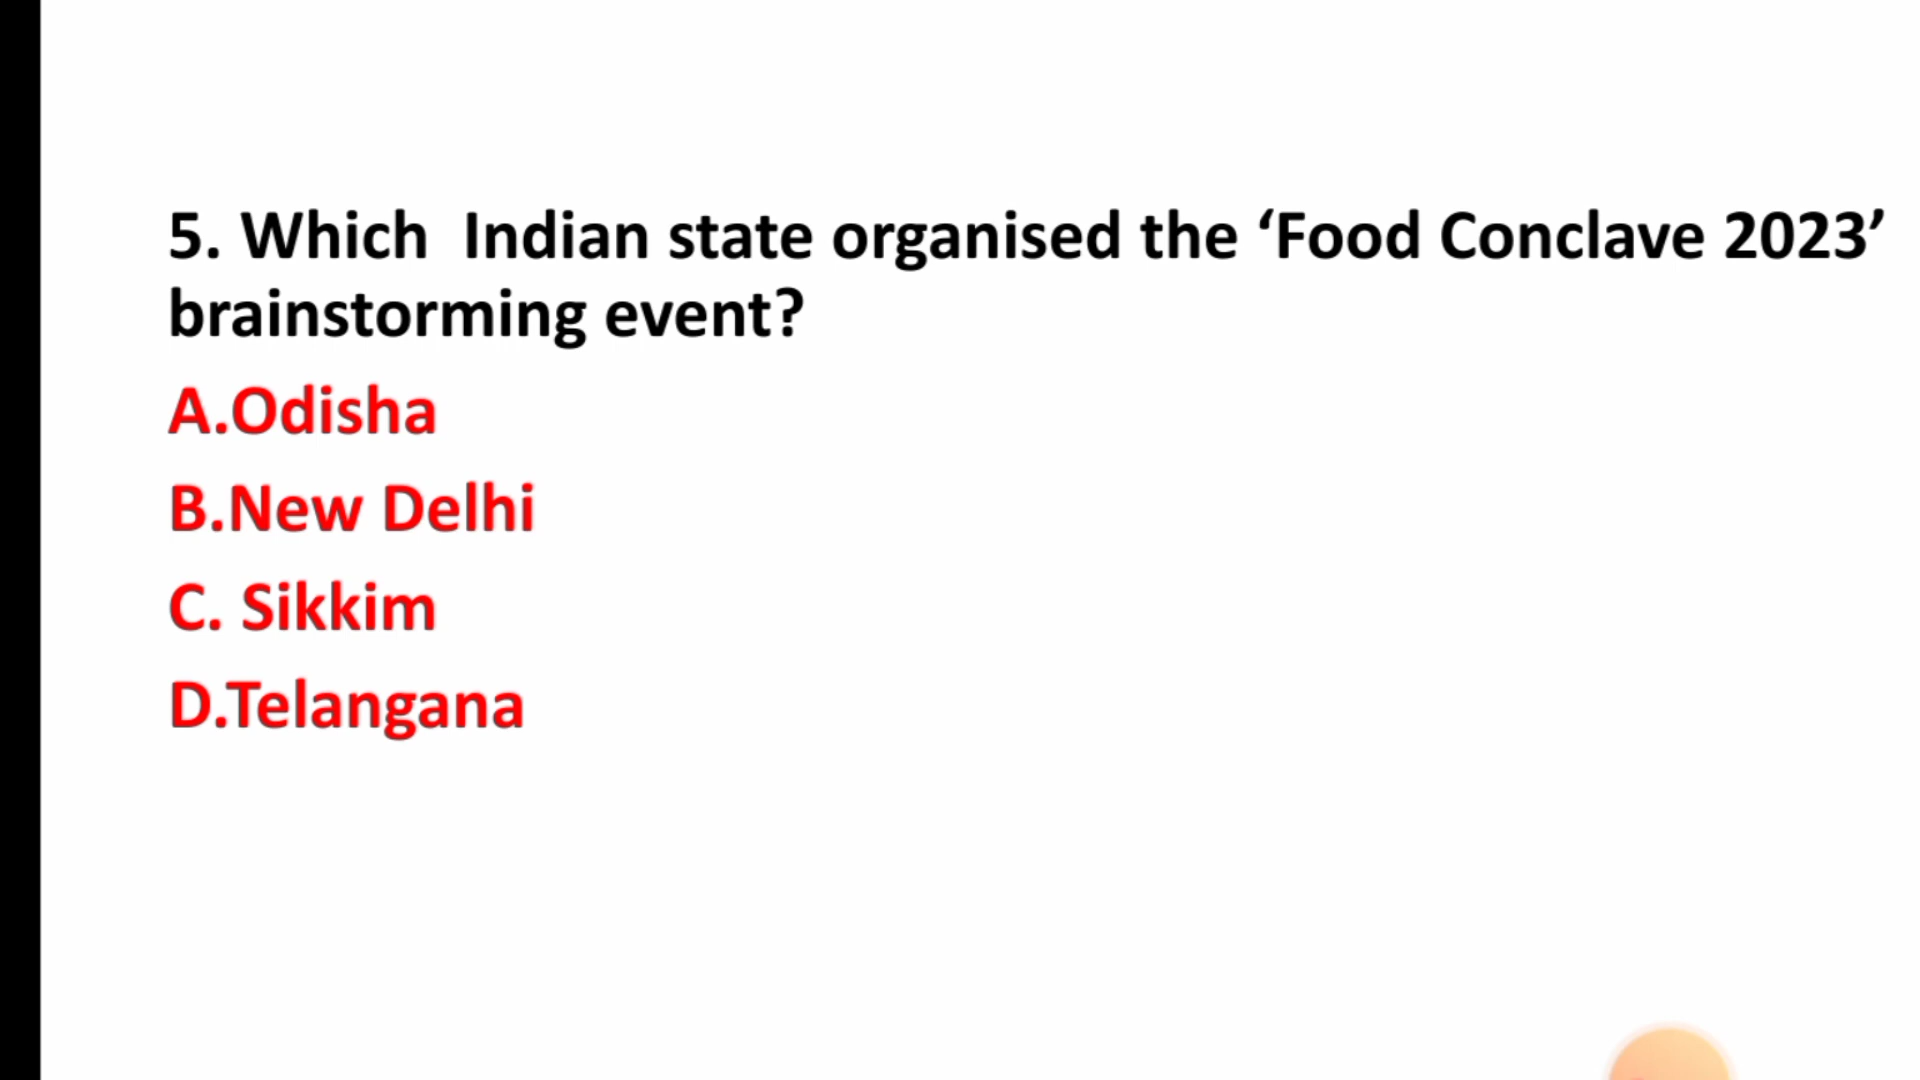 5. Which  Indian state organised the ‘Food Conclave 2023’
brainstorming event?
A.Odisha
B.New Delhi
C. Sikkim
D.Telangana